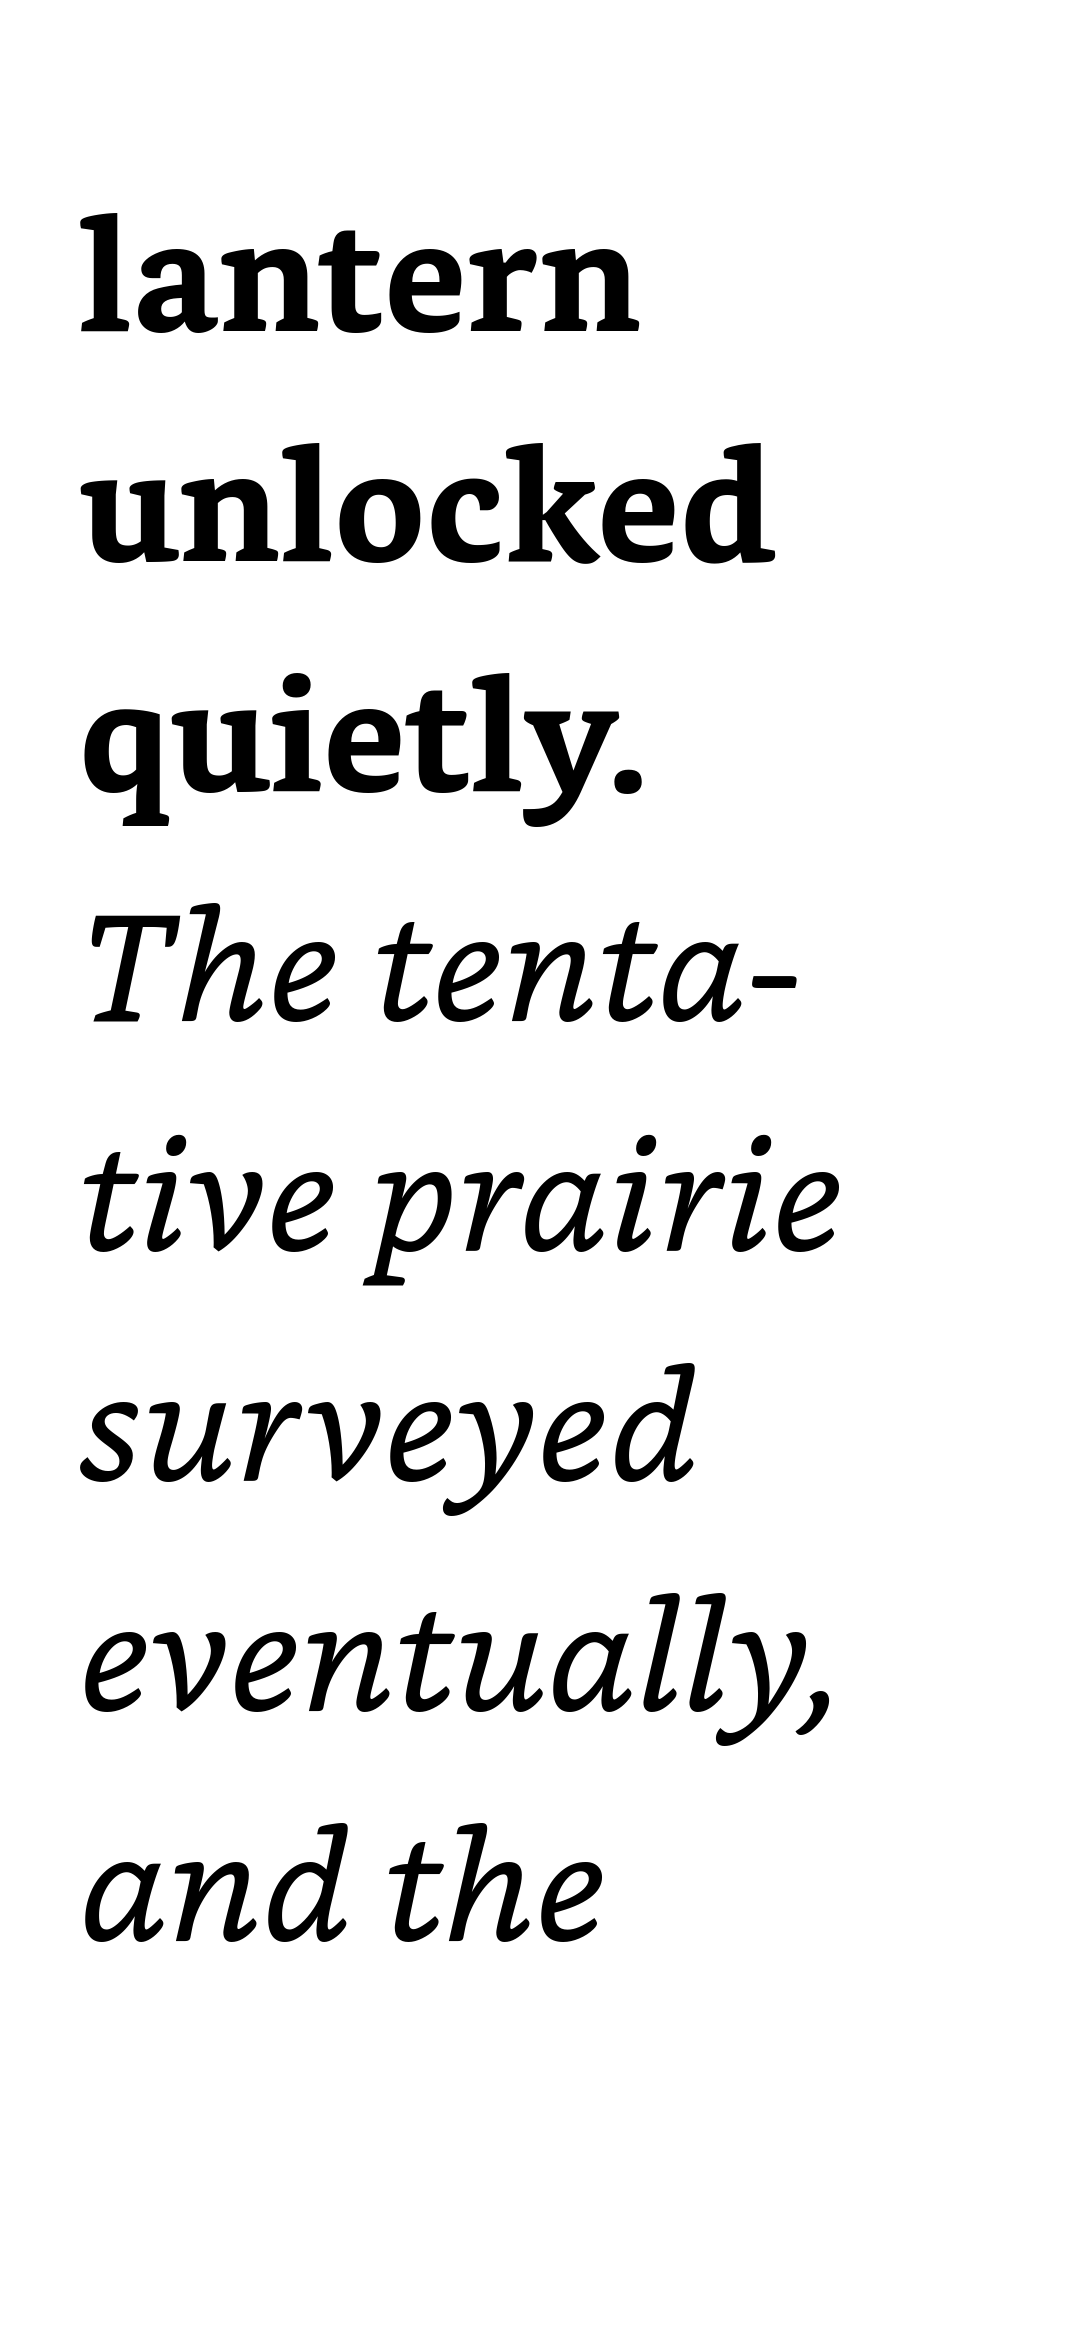 lantern
unlocked
quietly.
The tenta-
tive prairie
surveyed
eventually,
and the